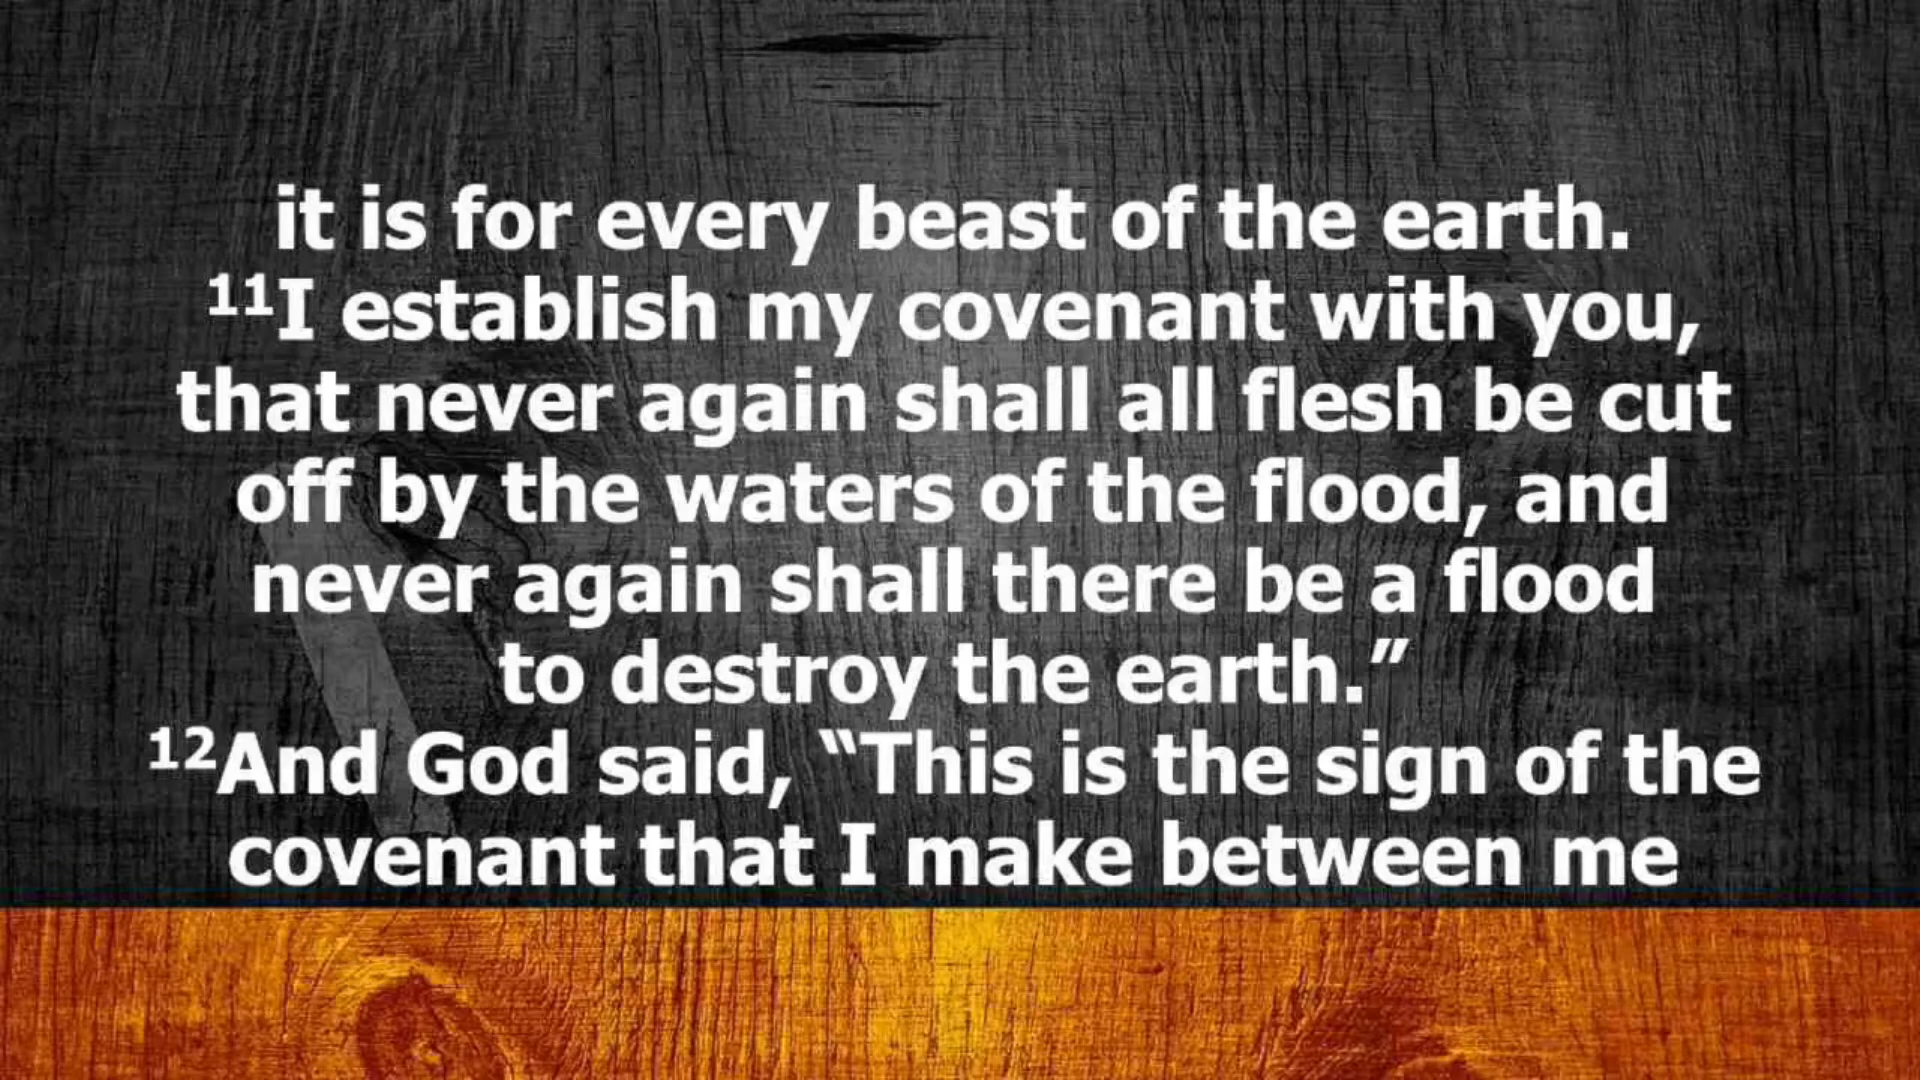 it is for every beast of the earth.
¹¹I establish my covenant with you,
that never again shall all flesh be cut
off by the waters of the flood, and
never again shall there be a flood
to destroy the earth.”
¹²And God said, “This is the sign of the
covenant that I make between me